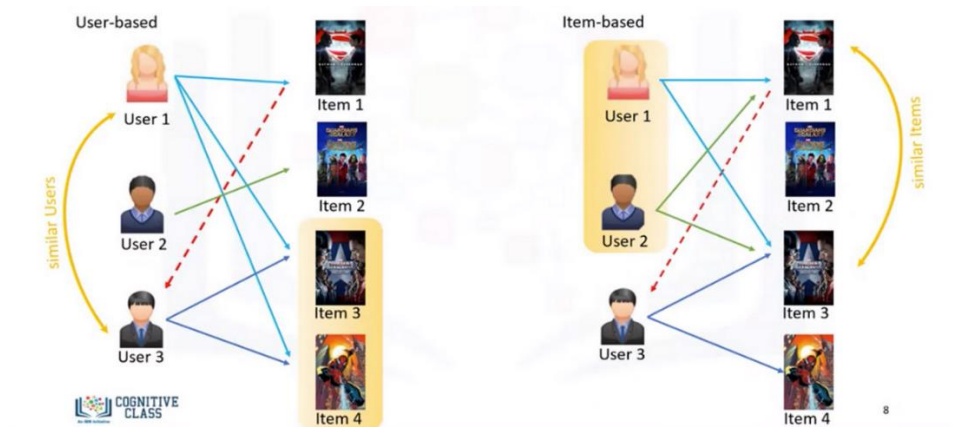 User-based
User 1
User 2
User 3
similar Users
Item 1
Item 2
Item 3
Item 4
COGNITIVE
CLASS
Item-based
User 1
User 2
User 3
Item 1
Item 2
Item 3
Item 4
similar Items
8